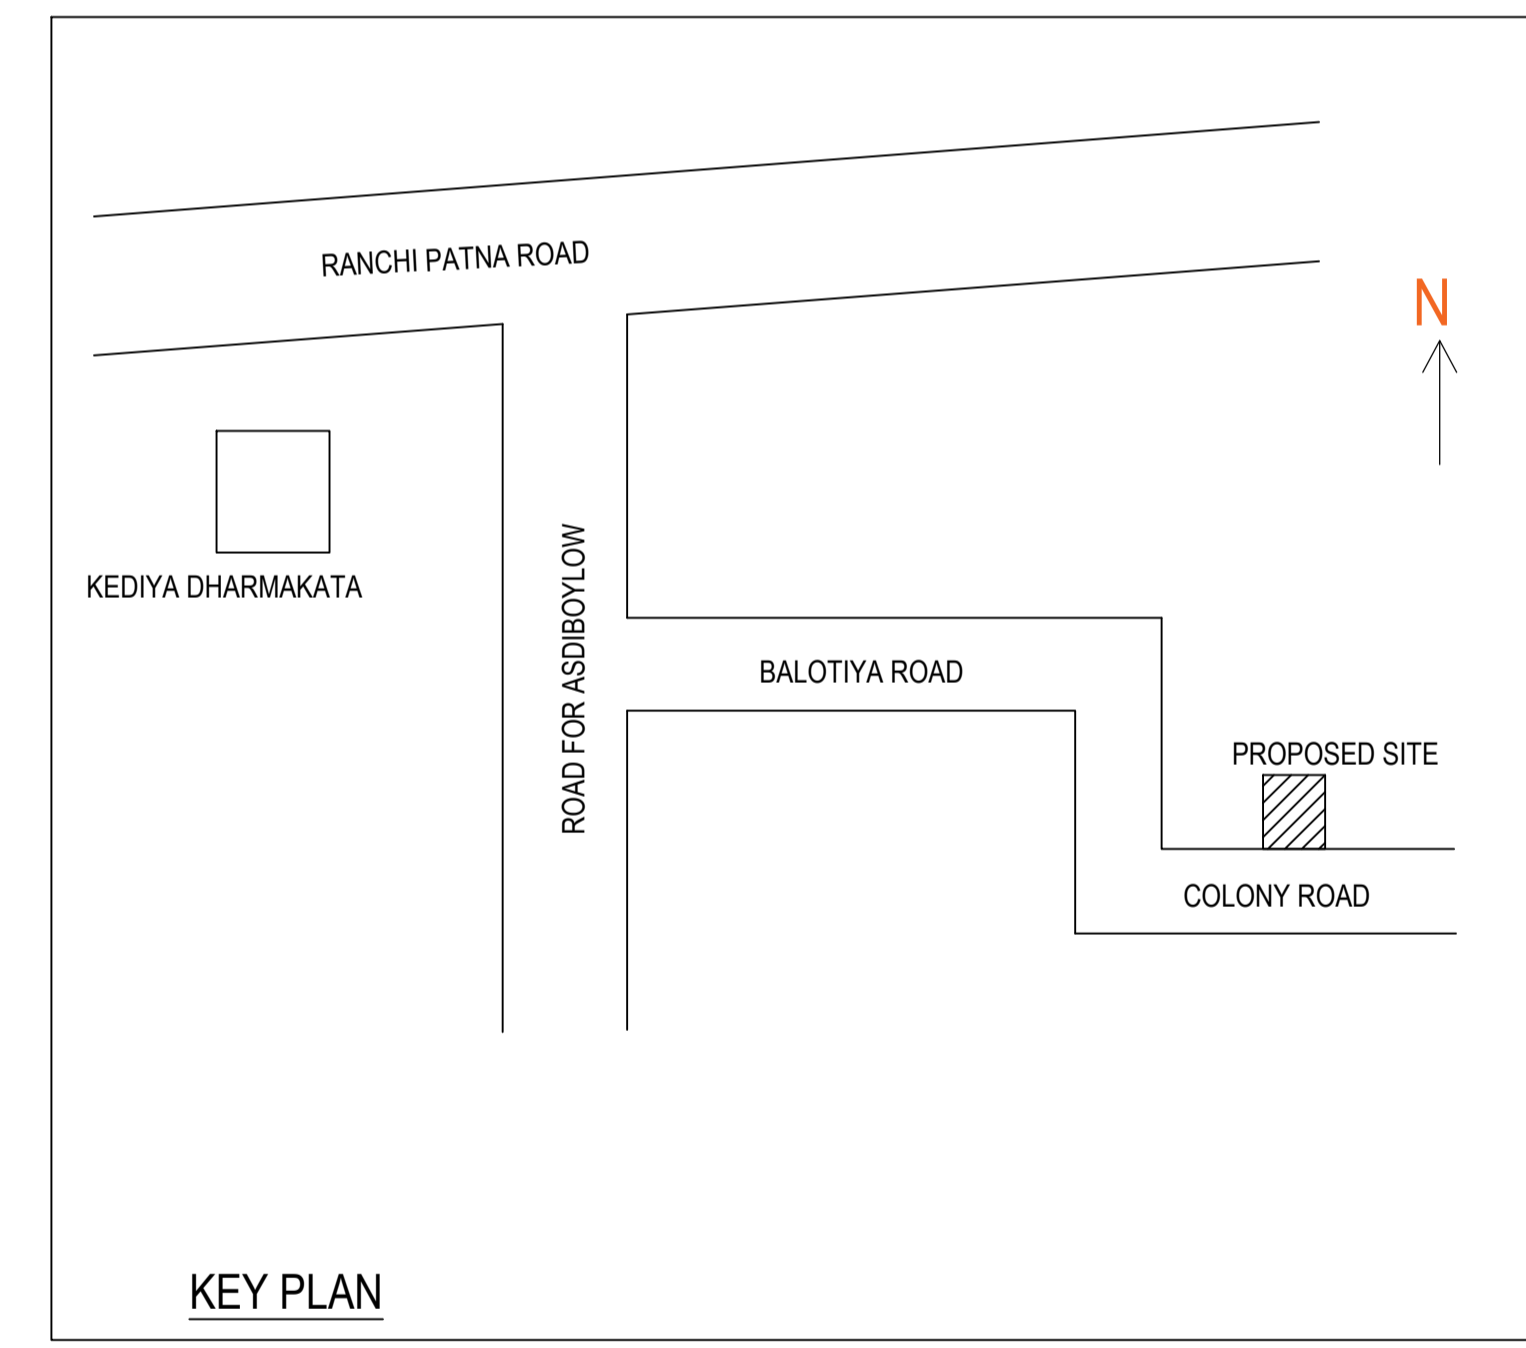 RANCHI PATNA ROAD
N
KEDIYA DHARMAKATA
ROAD FOR ASDIBOYLOW
BALOTIYA ROAD
PROPOSED SITE
COLONY ROAD
KEY PLAN